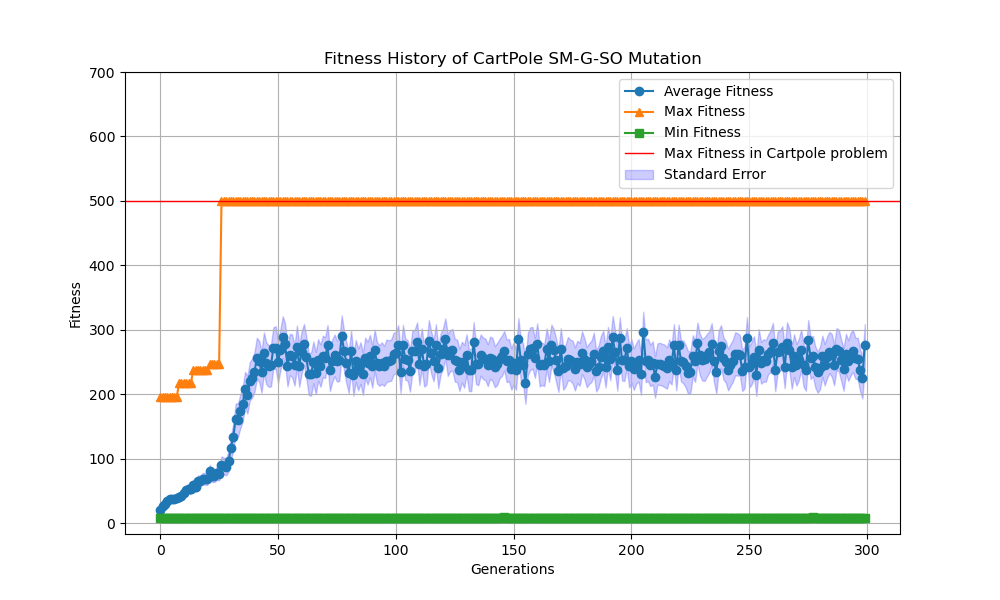 Fitness History of CartPole SM-G-SO Mutation
700
600
500
400
300
200
100
0
Fitness
Average Fitness
Max Fitness
Min Fitness
Max Fitness in Cartpole problem
Standard Error
0
50
100
150
200
250
300
Generations